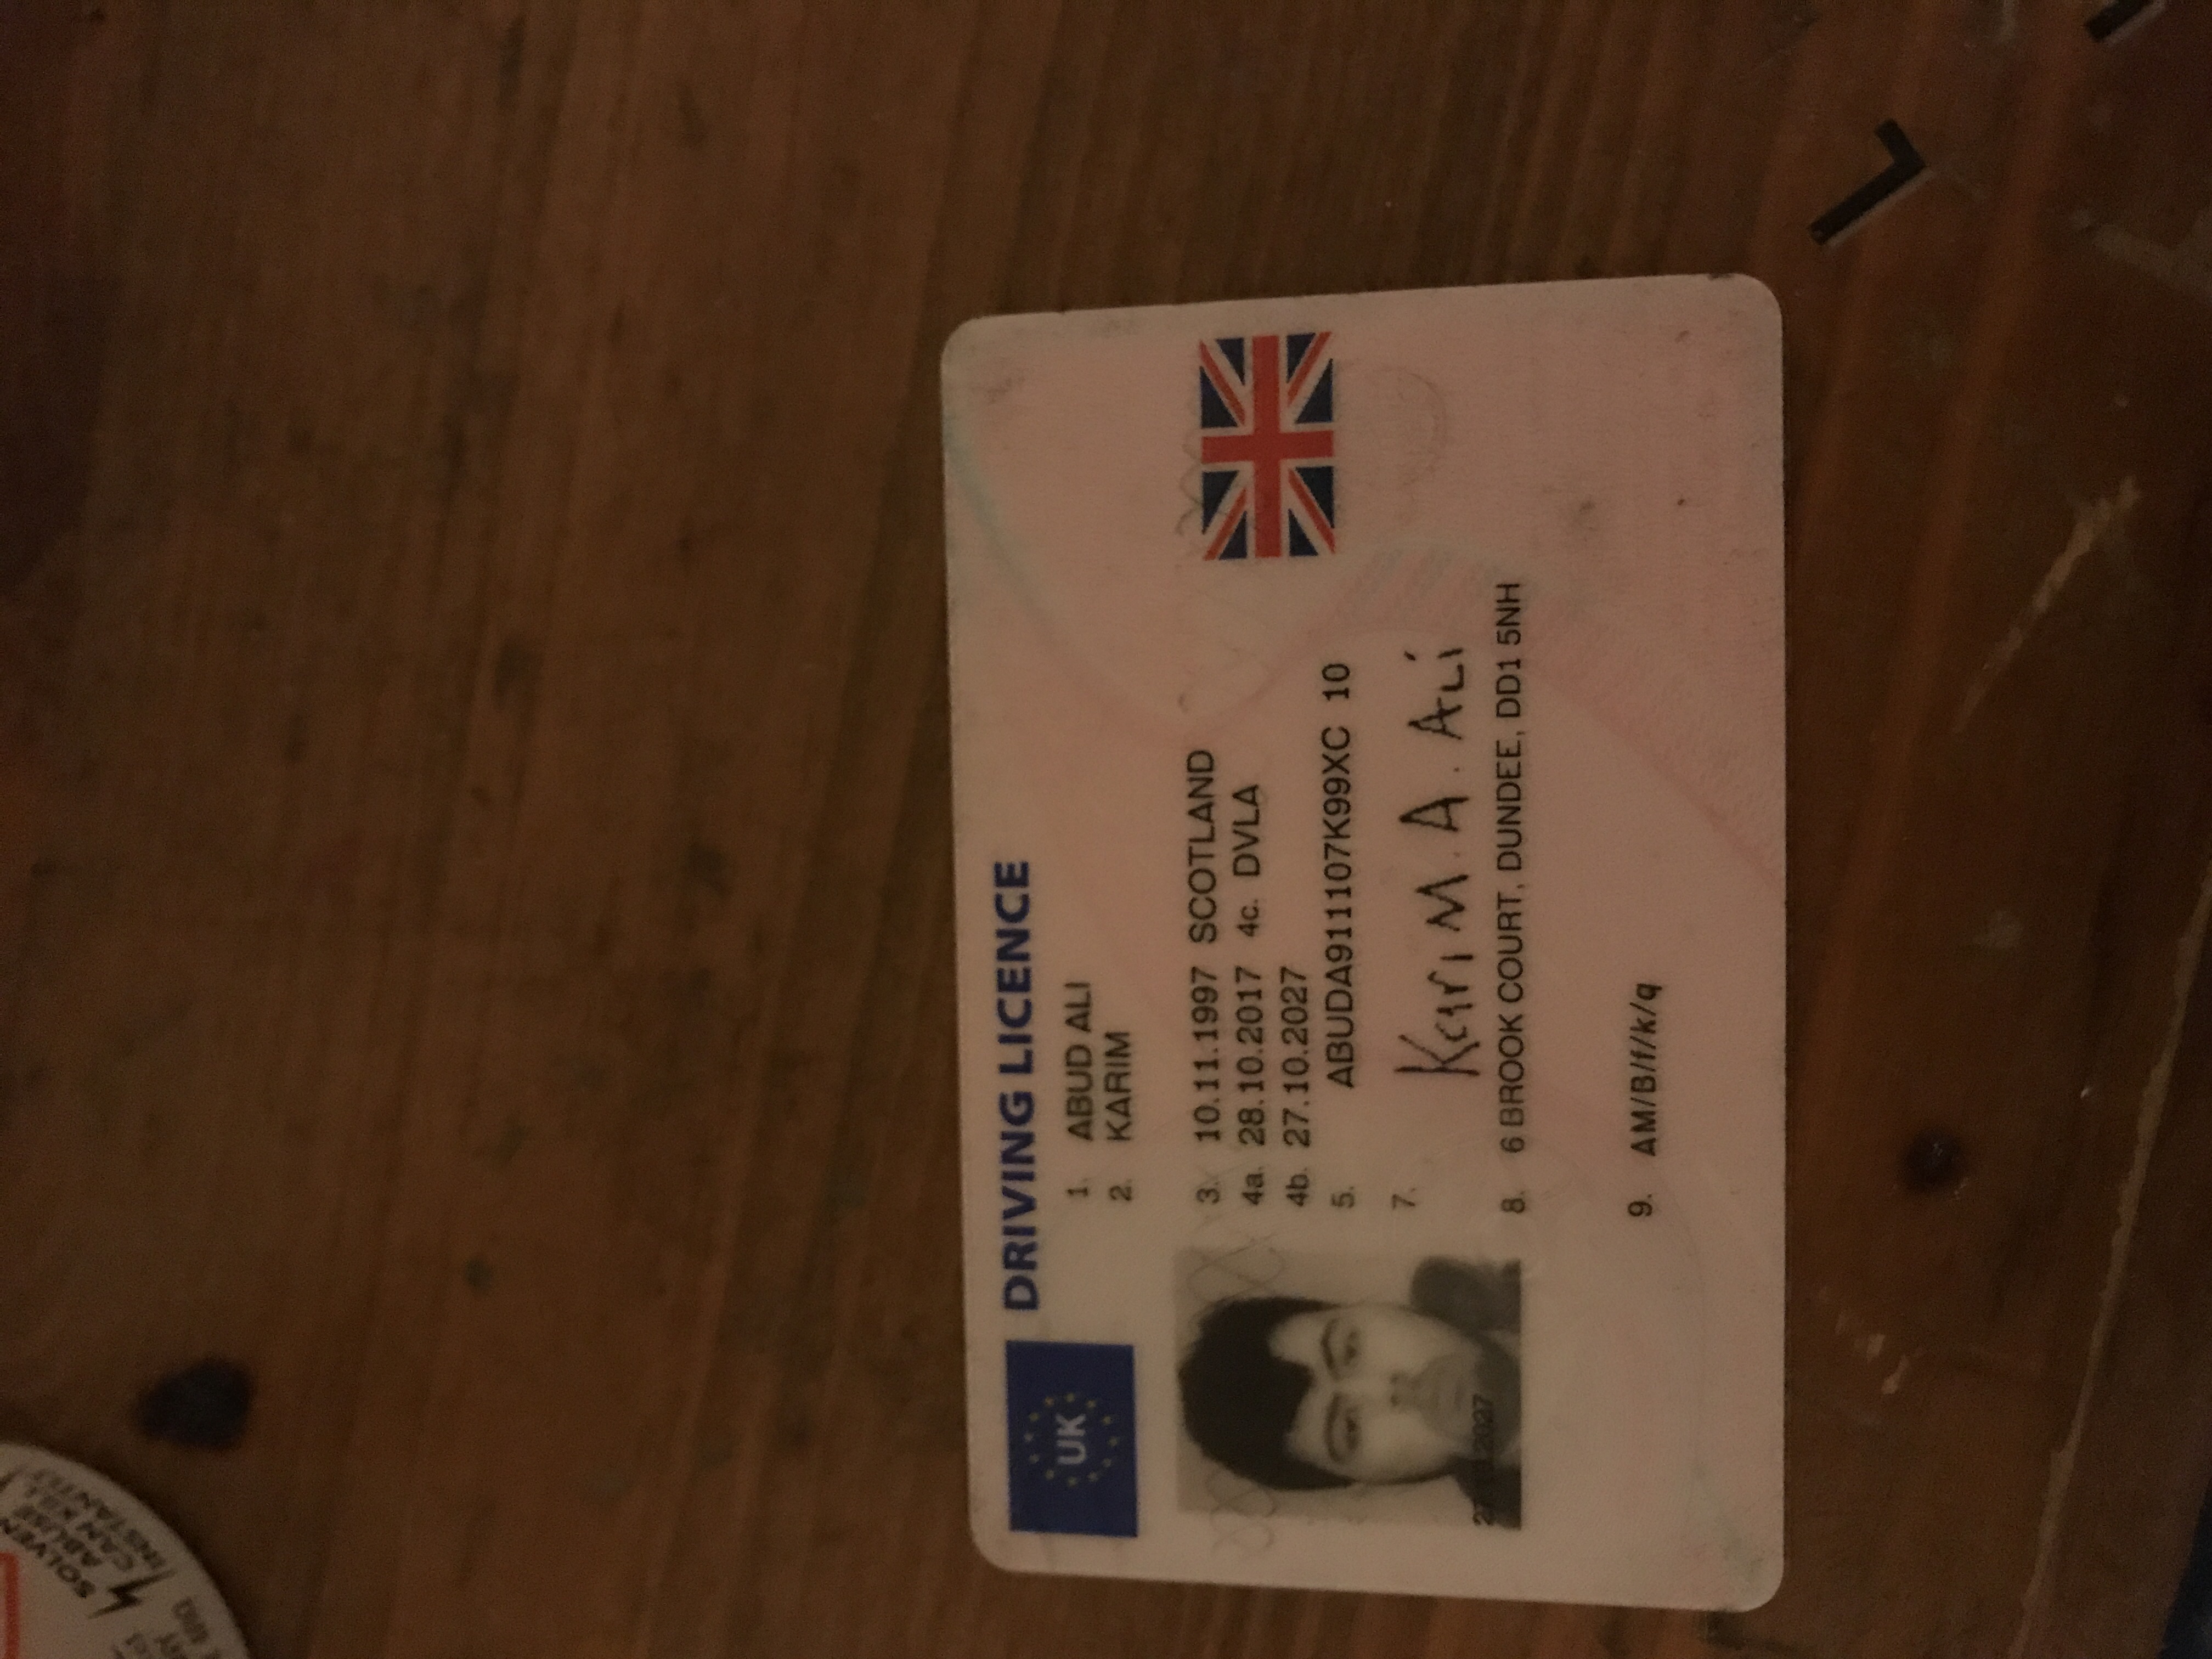 SOLVENT
ABUSE
CAN KILL
INSTANTLY
DRIVING LICENCE
UK
1. ABUD ALI
2. KARIM
3. 10.11.1997 SCOTLAND
4a. 28.10.2017 4c. DVLA
4b. 27.10.2027
5. ABUDA911107K99XC 10
7. Karim. A. Ali
27.10.2027
8. 6 BROOK COURT, DUNDEE, DD1 5NH
9. AM/B/f/k/q
L